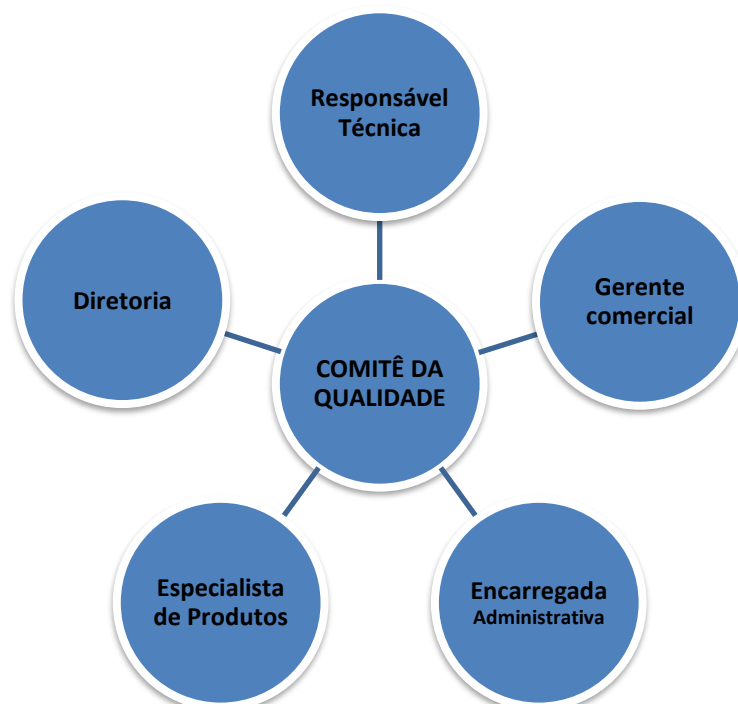 Responsável
Técnica
Diretoria
Gerente
comercial
COMITÊ DA
QUALIDADE
Especialista
de Produtos
Encarregada
Administrativa